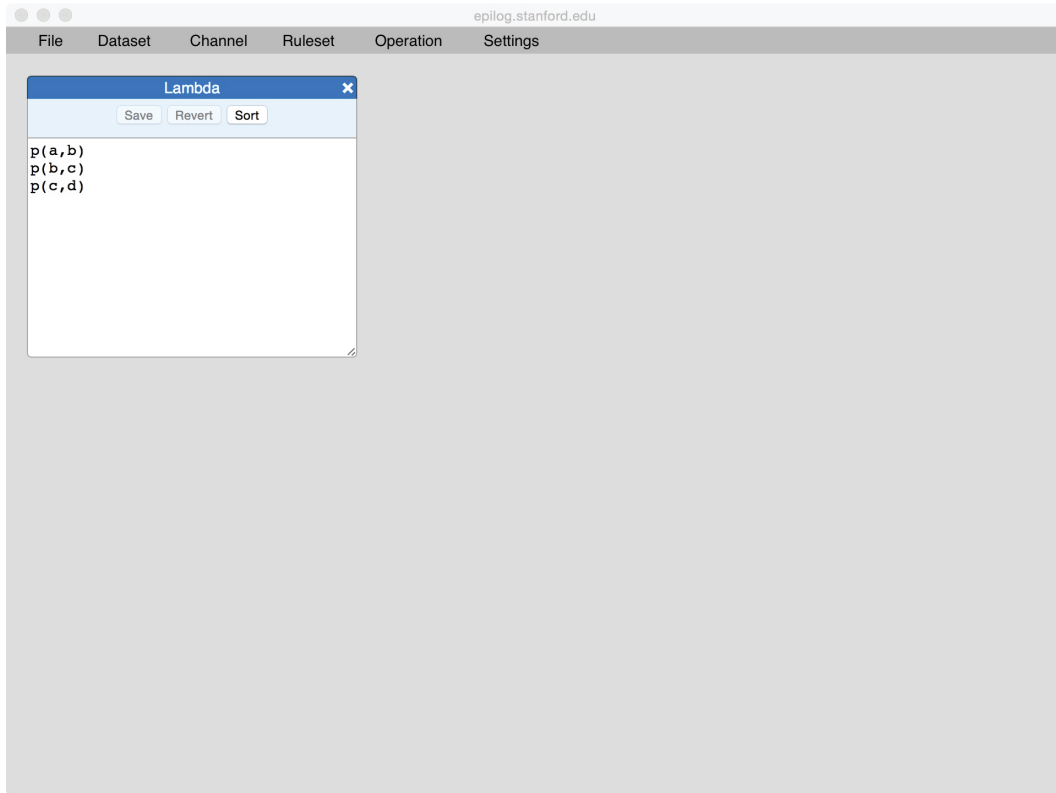 epilog.stanford.edu
File Dataset Channel Ruleset Operation Settings
Lambda
Save Revert Sort
p(a,b)
p(b,c)
p(c,d)